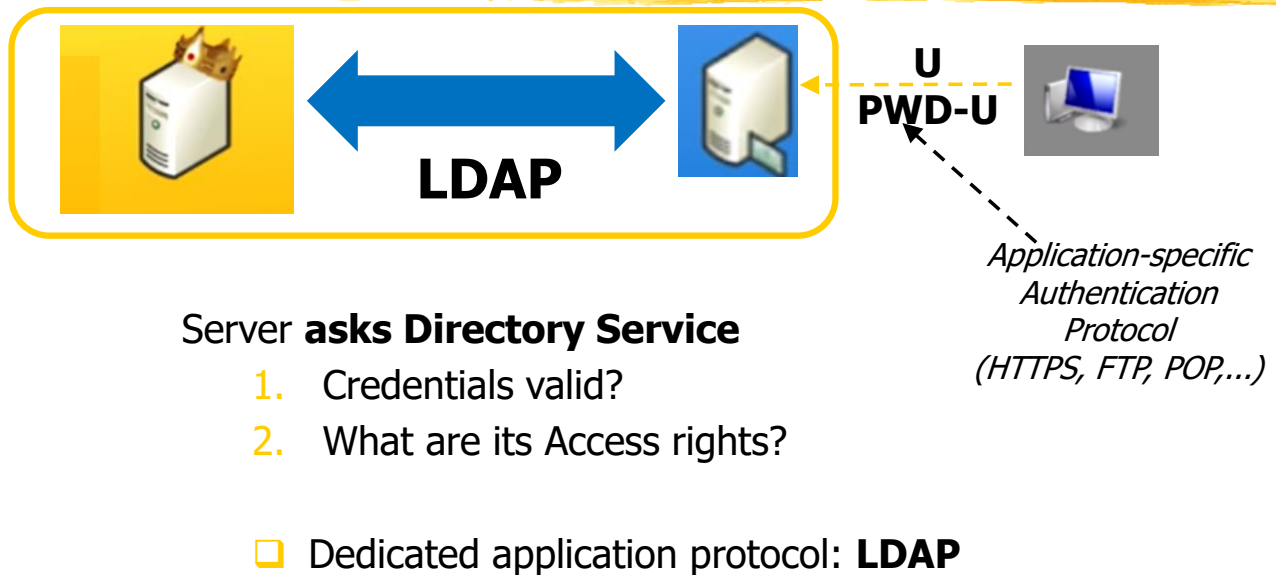 U
PWD-U
LDAP
Application-specific
Authentication
Protocol
(HTTPS, FTP, POP,...)
Server asks Directory Service
1. Credentials valid?
2. What are its Access rights?
❑ Dedicated application protocol: LDAP